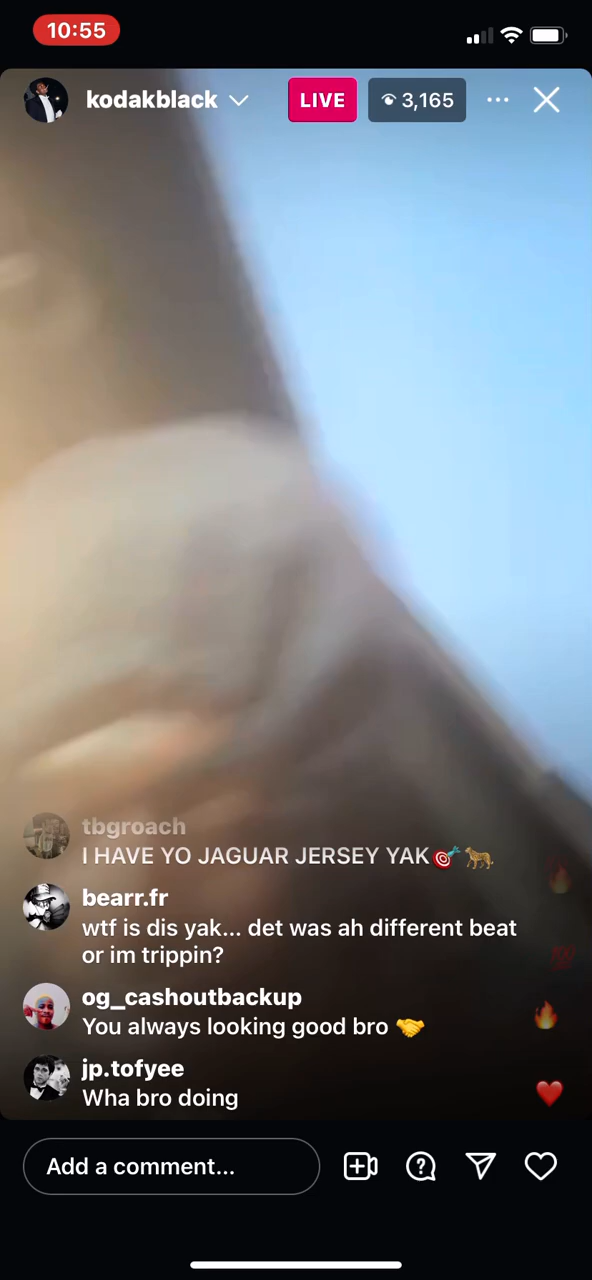 10:55
kodakblack
LIVE
3,165
tbgroach
I HAVE YO JAGUAR JERSEY YAK🎯🐆
bearr.fr
wtf is dis yak... det was ah different beat
or im trippin?
og_cashoutbackup
You always looking good bro 🤝
jp.tofyee
Wha bro doing
Add a comment...